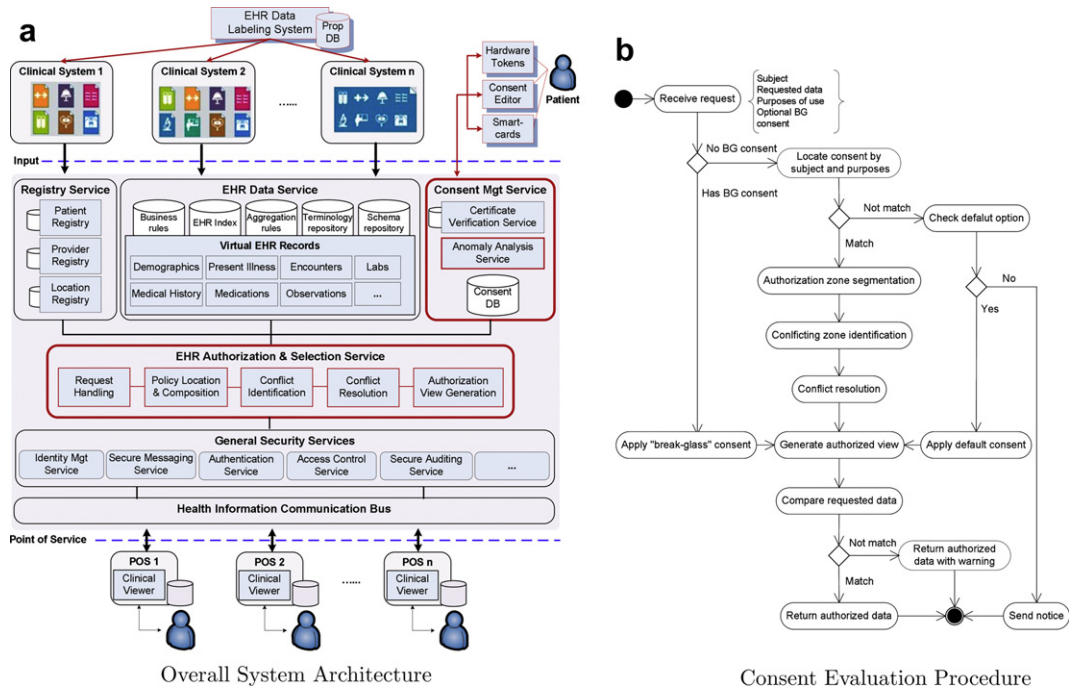 a
EHR Data
Labeling System
Prop
DB
Clinical System 1
Clinical System 2
......
Clinical System n
Hardware
Tokens
Consent
Editor
Smart-
cards
Patient
Input
Registry Service
Patient
Registry
Provider
Registry
Location
Registry
EHR Data Service
Business
rules
EHR Index
Aggregation
rules
Terminology
repository
Schema
repository
Virtual EHR Records
Demographics
Present Illness
Encounters
Labs
Medical History
Medications
Observations
...
Consent Mgt Service
Certificate
Verification Service
Anomaly Analysis
Service
Consent
DB
EHR Authorization & Selection Service
Request
Handling
Policy Location
& Composition
Conflict
Identification
Conflict
Resolution
Authorization
View Generation
General Security Services
Identity Mgt
Service
Secure Messaging
Service
Authentication
Service
Access Control
Service
Secure Auditing
Service
...
Health Information Communication Bus
Point of Service
POS 1
Clinical
Viewer
POS 2
Clinical
Viewer
......
POS n
Clinical
Viewer
Overall System Architecture
b
Receive request
Subject
Requested data
Purposes of use
Optional BG
consent
No BG consent
Has BG consent
Locate consent by
subject and purposes
Not match
Match
Check defalut option
No
Yes
Authorization zone segmentation
Conlficting zone identification
Conflict resolution
Apply "break-glass" consent
Generate authorized view
Apply default consent
Compare requested data
Not match
Match
Return authorized
data with warning
Return authorized data
Send notice
Consent Evaluation Procedure